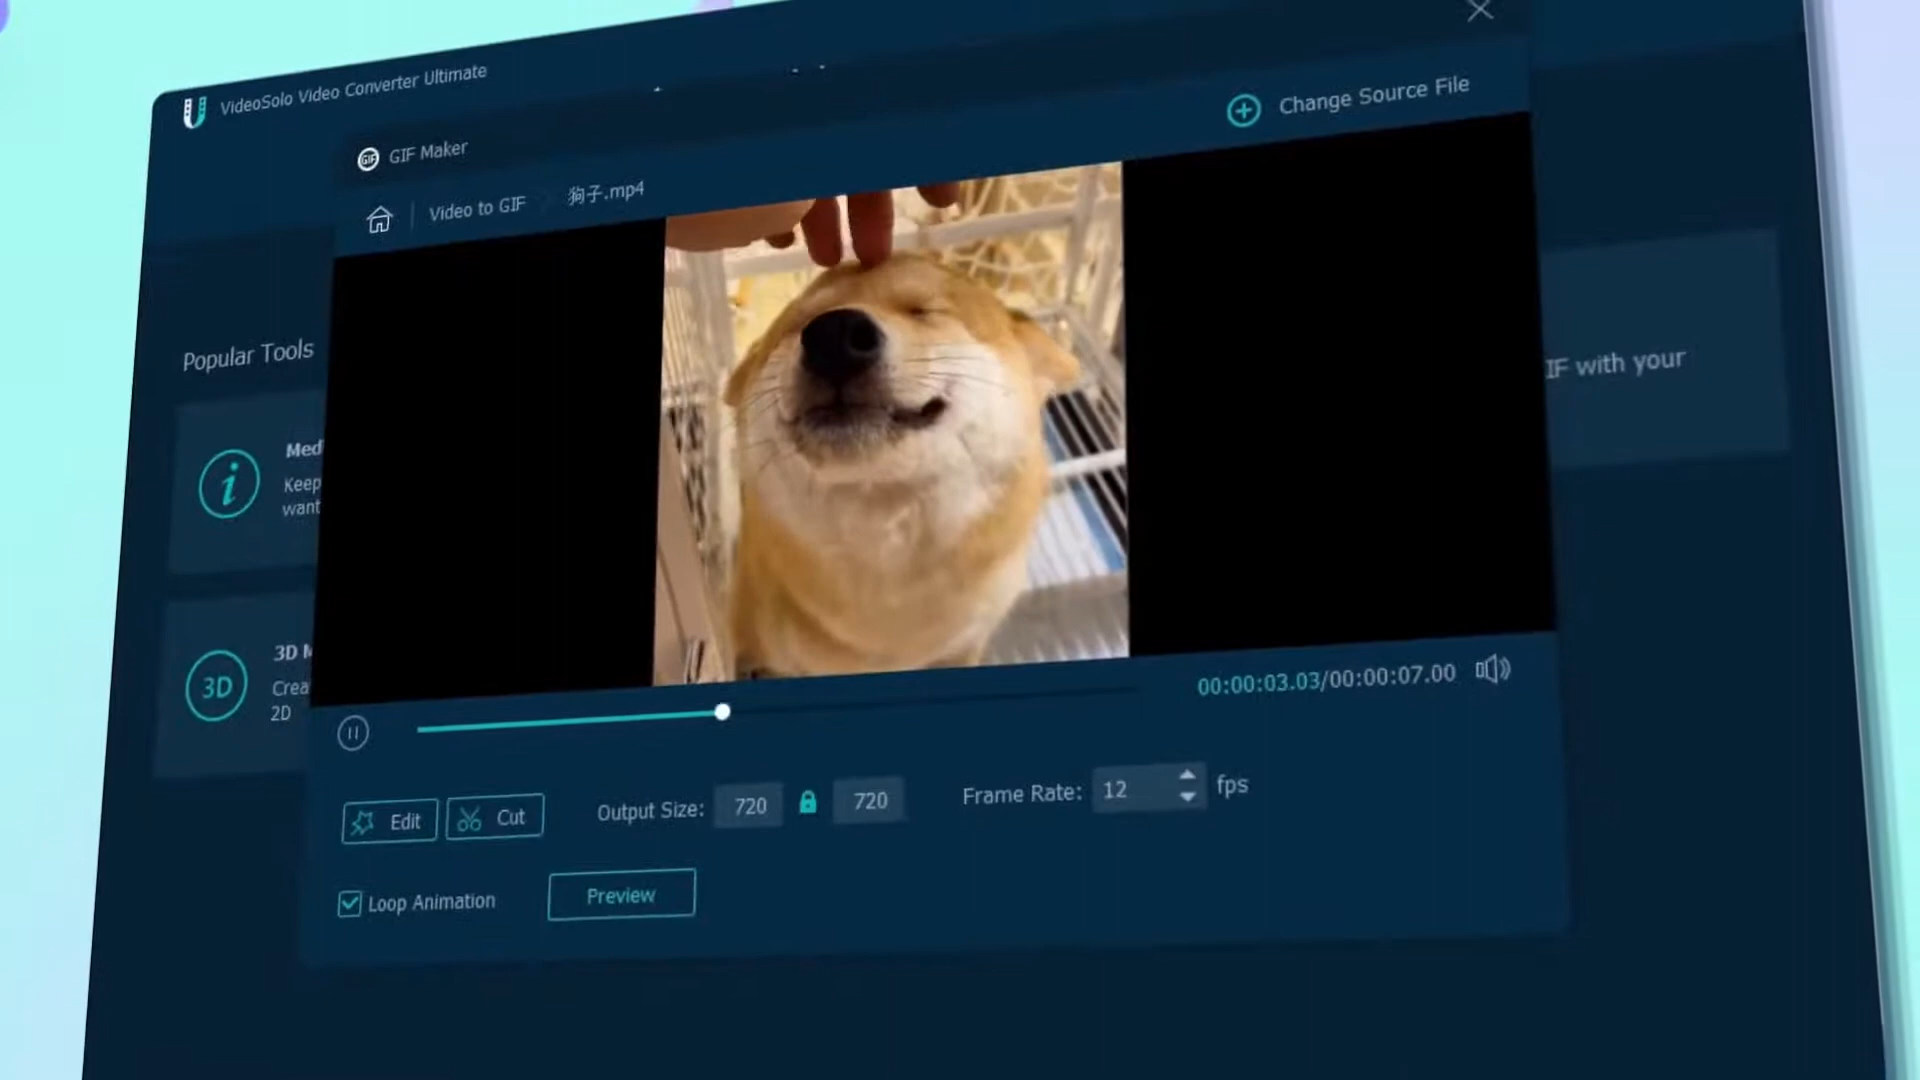 VideoSolo Video Converter Ultimate
GIF
GIF Maker
Change Source File
Video to GIF
狗子.mp4
Popular Tools
IF with your
i
Med
Keep
want
3D
3D M
Crea
2D
00:00:03.03/00:00:07.00
Edit
Cut
Output Size:
720
720
Frame Rate:
12
fps
Loop Animation
Preview